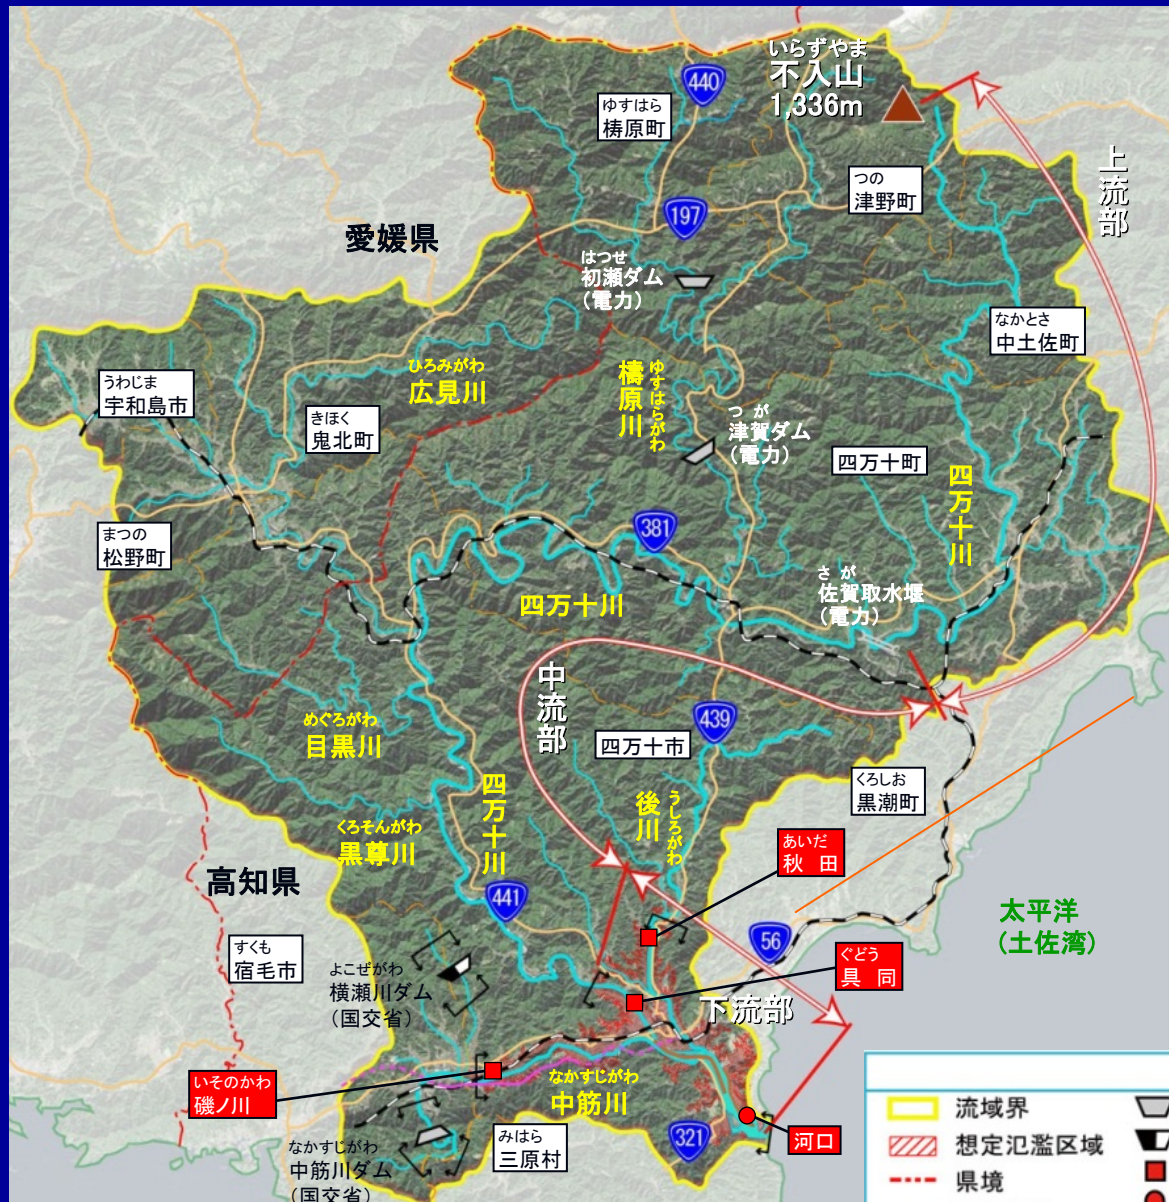 いらずやま
不入山
1,336m
440
ゆすはら
梼原町
上流部
つの
津野町
197
愛媛県
はつせ
初瀬ダム
(電力)
なかとさ
中土佐町
ひろみがわ
広見川
ゆすはらがわ
檮原川
うわじま
宇和島市
きほく
鬼北町
つが
津賀ダム
(電力)
四万十町
四万十川
まつの
松野町
381
さが
佐賀取水堰
(電力)
四万十川
中流部
めぐろがわ
目黒川
439
四万十市
くろしお
黒潮町
四万十川
うしろがわ
後川
くろそんがわ
黒尊川
あいだ
秋田
高知県
441
太平洋
(土佐湾)
56
すくも
宿毛市
よこぜがわ
横瀬川ダム
(国交省)
ぐどう
具同
下流部
いそのかわ
磯ノ川
なかすじがわ
中筋川
みはら
三原村
321
河口
なかすじがわ
中筋川ダム
(国交省)
流域界
想定氾濫区域
県境